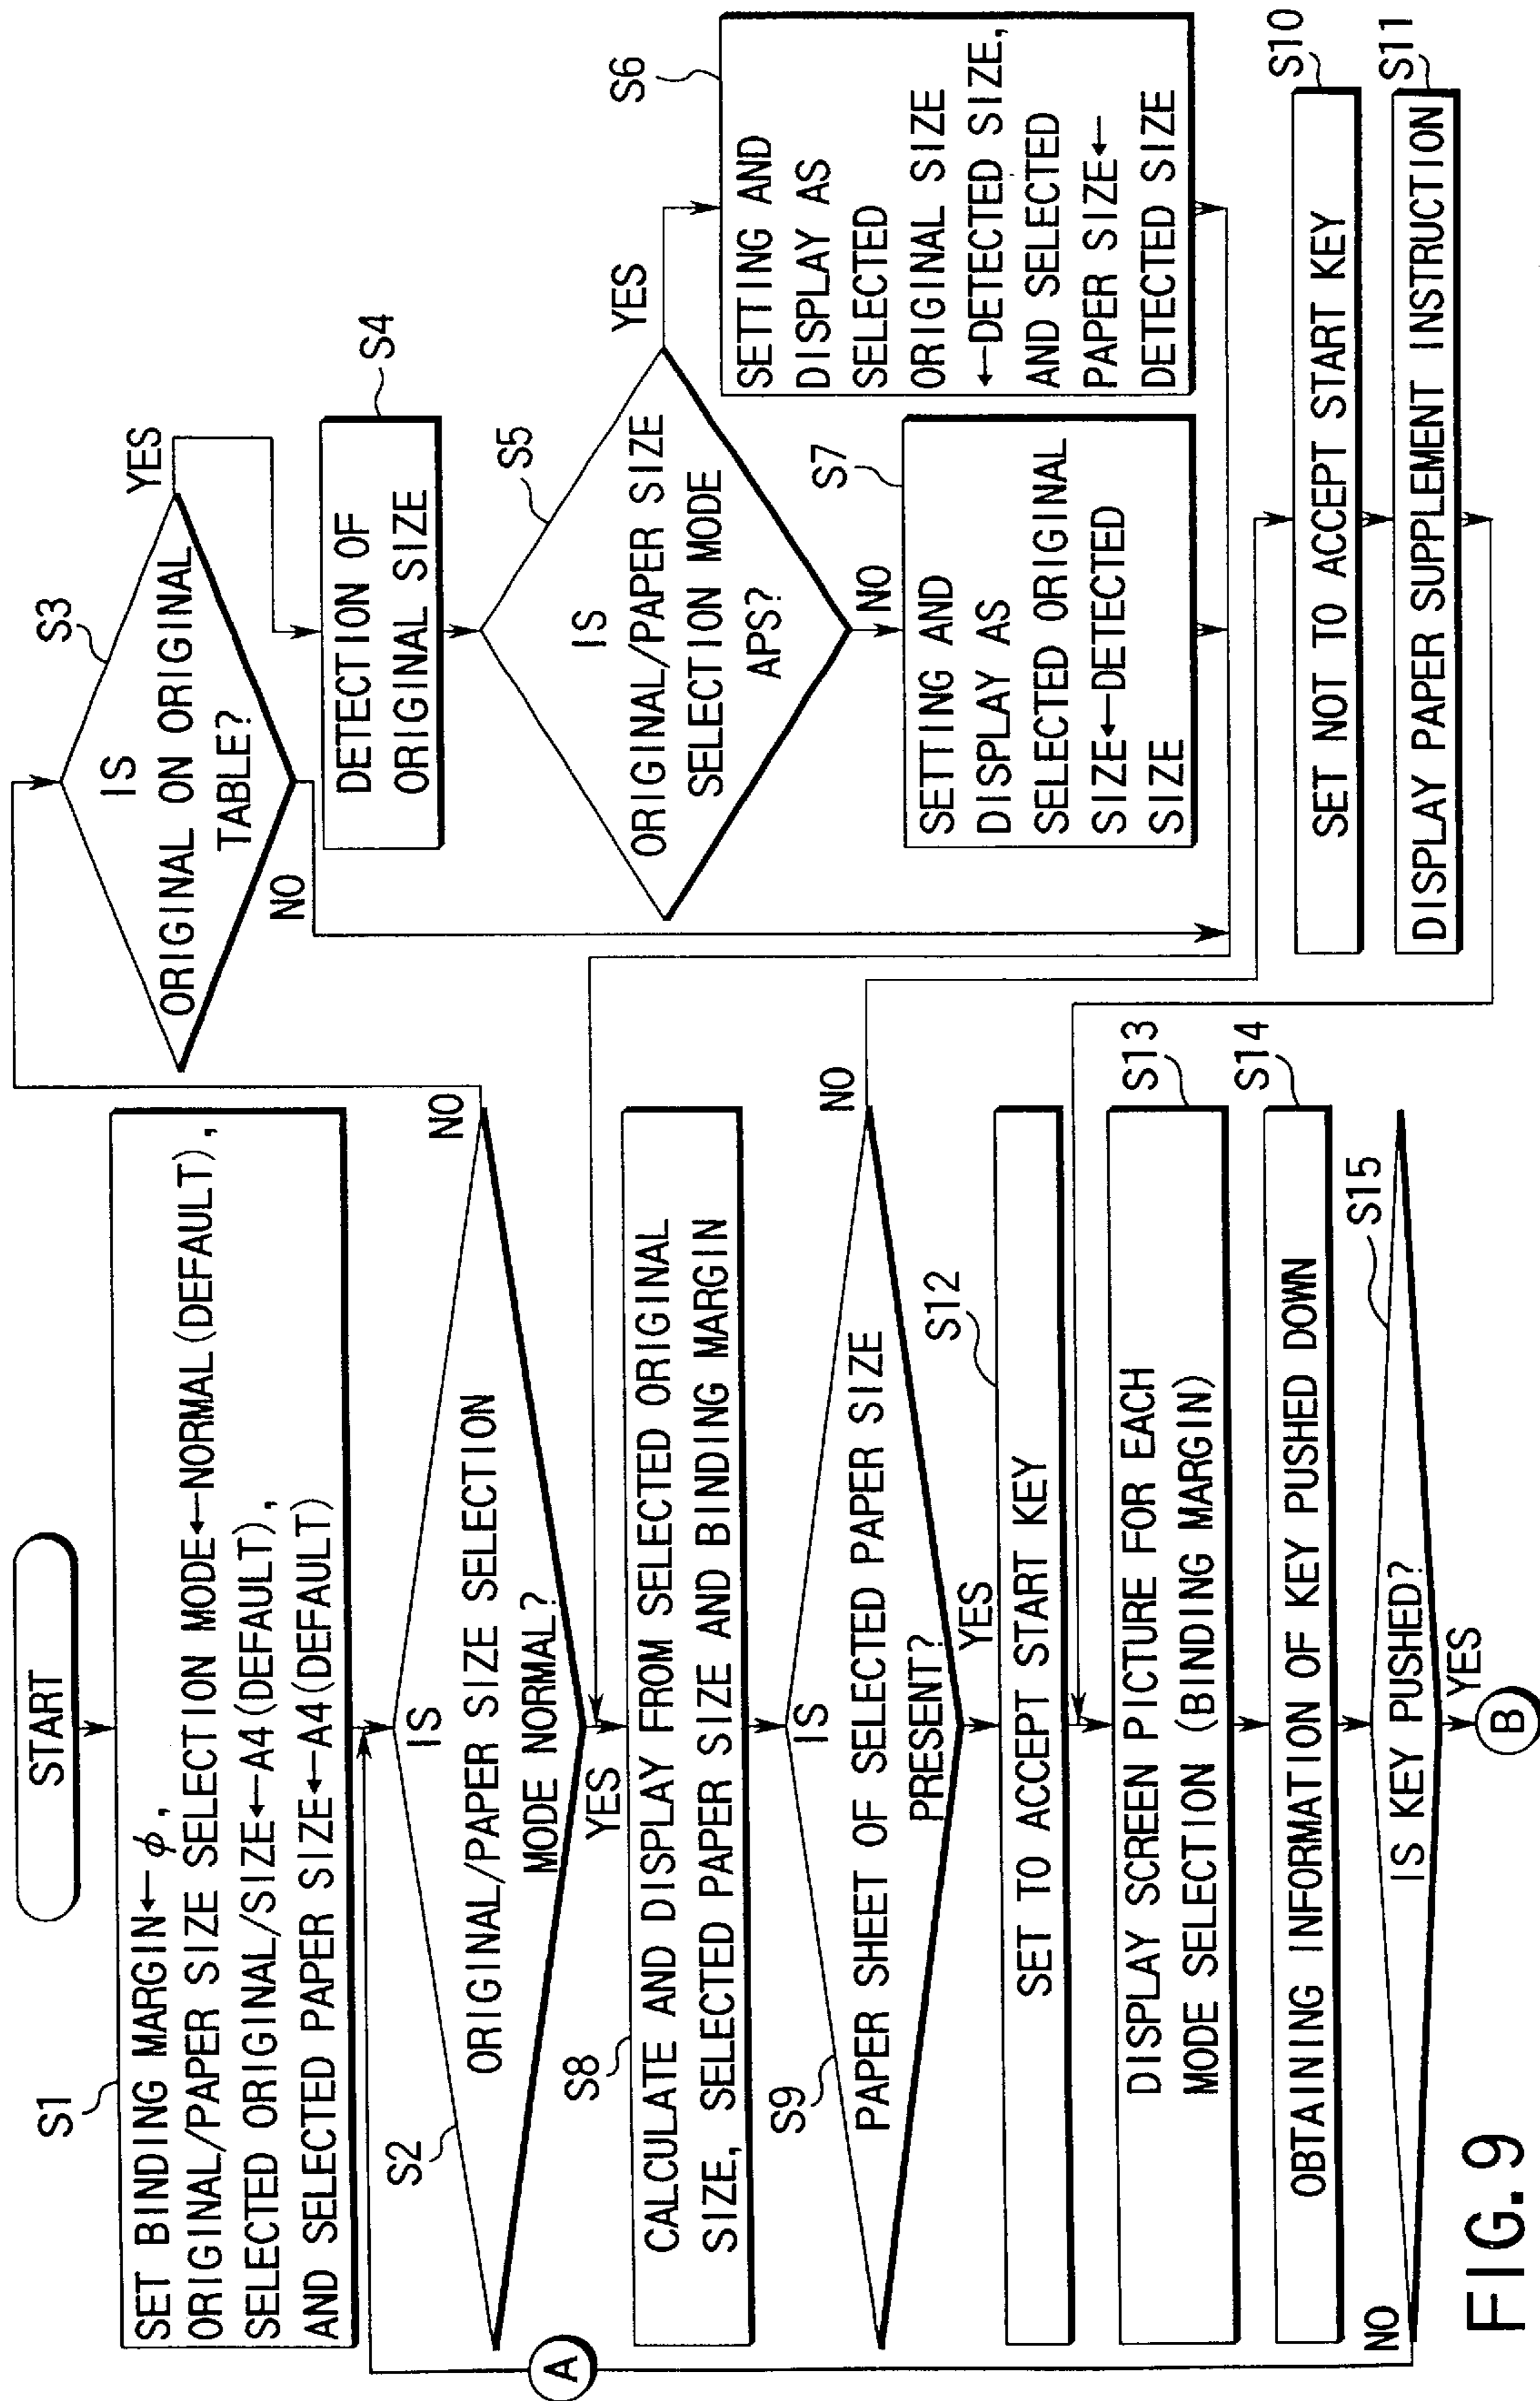 START
S1
SET BINDING MARGIN←ϕ,
ORIGINAL/PAPER SIZE SELECTION MODE←NORMAL(DEFAULT),
SELECTED ORIGINAL/SIZE←A4(DEFAULT),
AND SELECTED PAPER SIZE←A4(DEFAULT)
S2
IS
ORIGINAL/PAPER SIZE SELECTION
MODE NORMAL?
NO
YES
S3
IS
ORIGINAL ON ORIGINAL
TABLE?
YES
NO
S4
DETECTION OF
ORIGINAL SIZE
S5
IS
ORIGINAL/PAPER SIZE
SELECTION MODE
APS?
YES
NO
S6
SETTING AND
DISPLAY AS
SELECTED
ORIGINAL SIZE
←DETECTED SIZE,
AND SELECTED
PAPER SIZE←
DETECTED SIZE
S7
SETTING AND
DISPLAY AS
SELECTED ORIGINAL
SIZE←DETECTED
SIZE
S8
CALCULATE AND DISPLAY FROM SELECTED ORIGINAL
SIZE, SELECTED PAPER SIZE AND BINDING MARGIN
S9
IS
PAPER SHEET OF SELECTED PAPER SIZE
PRESENT?
NO
YES
S10
SET NOT TO ACCEPT START KEY
S11
DISPLAY PAPER SUPPLEMENT INSTRUCTION
S12
SET TO ACCEPT START KEY
S13
DISPLAY SCREEN PICTURE FOR EACH
MODE SELECTION (BINDING MARGIN)
S14
OBTAINING INFORMATION OF KEY PUSHED DOWN
S15
IS KEY PUSHED?
NO
YES
A
B
FIG. 9